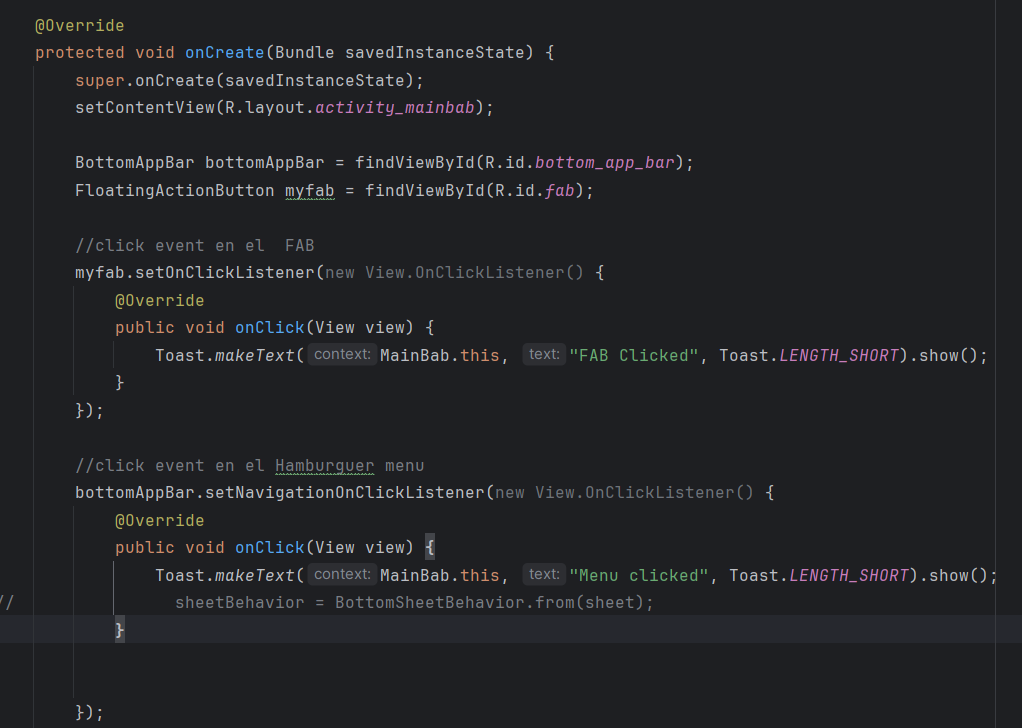 @Override
protected void onCreate(Bundle savedInstanceState) {
super.onCreate(savedInstanceState);
setContentView(R.layout.activity_mainbab);
BottomAppBar bottomAppBar = findViewById(R.id.bottom_app_bar);
FloatingActionButton myfab = findViewById(R.id.fab);
//click event en el  FAB
myfab.setOnClickListener(new View.OnClickListener() {
@Override
public void onClick(View view) {
Toast.makeText( context: MainBab.this, text: "FAB Clicked", Toast.LENGTH_SHORT).show();
}
});
//click event en el Hamburguer menu
bottomAppBar.setNavigationOnClickListener(new View.OnClickListener() {
@Override
public void onClick(View view) {
Toast.makeText( context: MainBab.this, text: "Menu clicked", Toast.LENGTH_SHORT).show();
// sheetBehavior = BottomSheetBehavior.from(sheet);
}
});